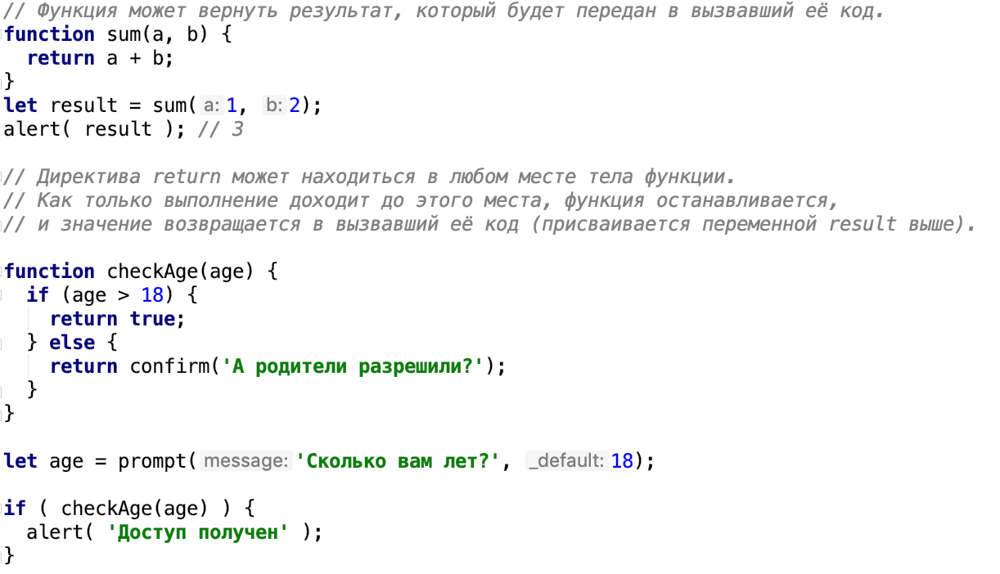 // Функция может вернуть результат, который будет передан в вызвавший её код.
function sum(a, b) {
  return a + b;
}
let result = sum( a: 1, b: 2);
alert( result ); // 3

// Директива return может находиться в любом месте тела функции.
// Как только выполнение доходит до этого места, функция останавливается,
// и значение возвращается в вызвавший её код (присваивается переменной result выше).

function checkAge(age) {
  if (age > 18) {
    return true;
  } else {
    return confirm('А родители разрешили?');
  }
}

let age = prompt( message: 'Сколько вам лет?', _default: 18);

if ( checkAge(age) ) {
  alert( 'Доступ получен' );
}